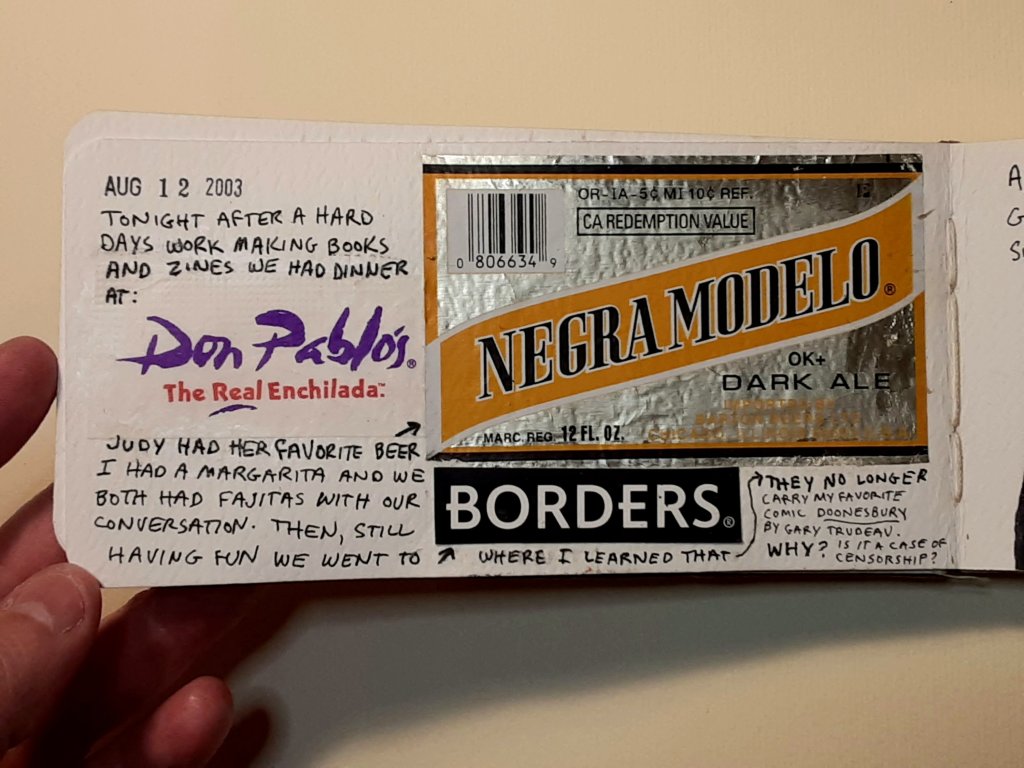 AUG 12 2003
TONIGHT AFTER A HARD
DAYS WORK MAKING BOOKS
AND ZINES WE HAD DINNER
AT:
Don Pablo's®
The Real Enchilada™
JUDY HAD HER FAVORITE BEER
I HAD A MARGARITA AND WE
BOTH HAD FAJITAS WITH OUR
CONVERSATION. THEN, STILL
HAVING FUN WE WENT TO
OR-IA-5¢ MI 10¢ REF.
CA REDEMPTION VALUE
0 806634 9
NEGRA MODELO®
OK+
DARK ALE
MARC. REG. 12 FL. OZ.
BORDERS®
WHERE I LEARNED THAT
THEY NO LONGER
CARRY MY FAVORITE
COMIC DOONESBURY
BY GARY TRUDEAU.
WHY? IS IT A CASE OF
CENSORSHIP?
A
G